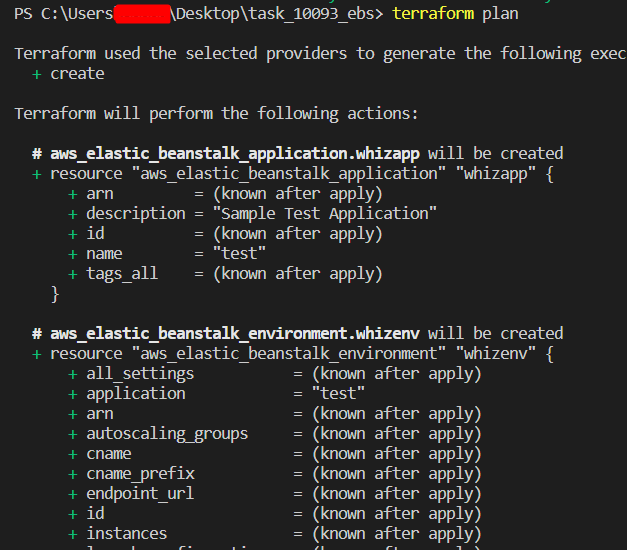 PS C:\Users \Desktop\task_10093_ebs> terraform plan
Terraform used the selected providers to generate the following exec
+ create
Terraform will perform the following actions:
# aws_elastic_beanstalk_application.whizapp will be created
+ resource "aws_elastic_beanstalk_application" "whizapp" {
+ arn = (known after apply)
+ description = "Sample Test Application"
+ id = (known after apply)
+ name = "test"
+ tags_all = (known after apply)
}
# aws_elastic_beanstalk_environment.whizenv will be created
+ resource "aws_elastic_beanstalk_environment" "whizenv" {
+ all_settings = (known after apply)
+ application = "test"
+ arn = (known after apply)
+ autoscaling_groups = (known after apply)
+ cname = (known after apply)
+ cname_prefix = (known after apply)
+ endpoint_url = (known after apply)
+ id = (known after apply)
+ instances = (known after apply)